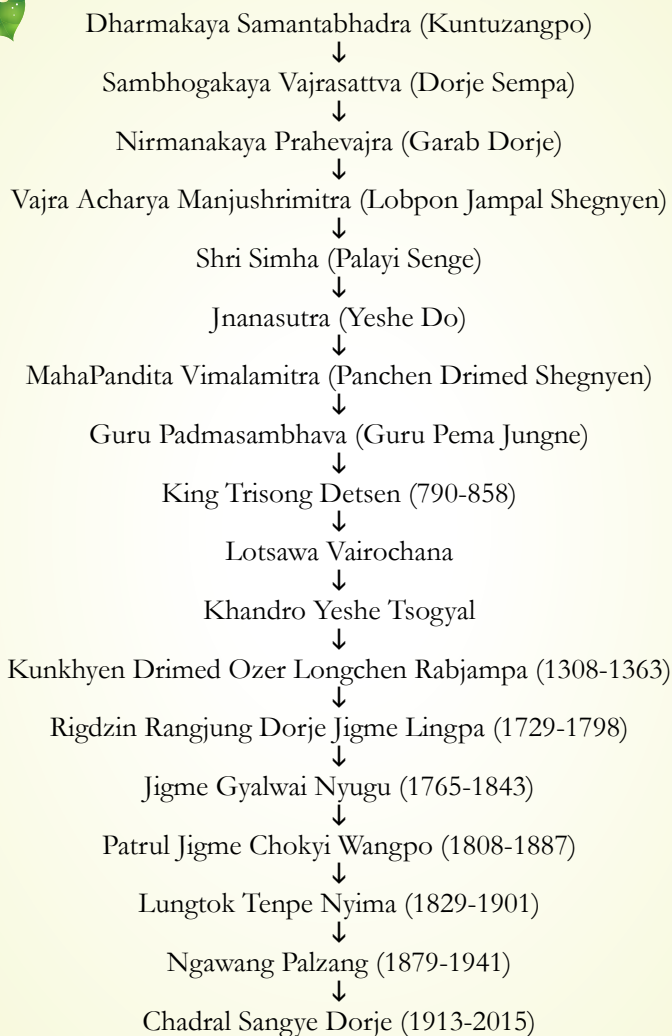 Dharmakaya Samantabhadra (Kuntuzangpo)
↓
Sambhogakaya Vajrasattva (Dorje Sempa)
↓
Nirmanakaya Prahevajra (Garab Dorje)
↓
Vajra Acharya Manjushrimitra (Lobpon Jampal Shegnyen)
↓
Shri Simha (Palayi Senge)
↓
Jnanasutra (Yeshe Do)
↓
MahaPandita Vimalamitra (Panchen Drimed Shegnyen)
↓
Guru Padmasambhava (Guru Pema Jungne)
↓
King Trisong Detsen (790-858)
↓
Lotsawa Vairochana
↓
Khandro Yeshe Tsogyal
↓
Kunkhyen Drimed Ozer Longchen Rabjampa (1308-1363)
↓
Rigdzin Rangjung Dorje Jigme Lingpa (1729-1798)
↓
Jigme Gyalwai Nyugu (1765-1843)
↓
Patrul Jigme Chokyi Wangpo (1808-1887)
↓
Lungtok Tenpe Nyima (1829-1901)
↓
Ngawang Palzang (1879-1941)
↓
Chadral Sangye Dorje (1913-2015)